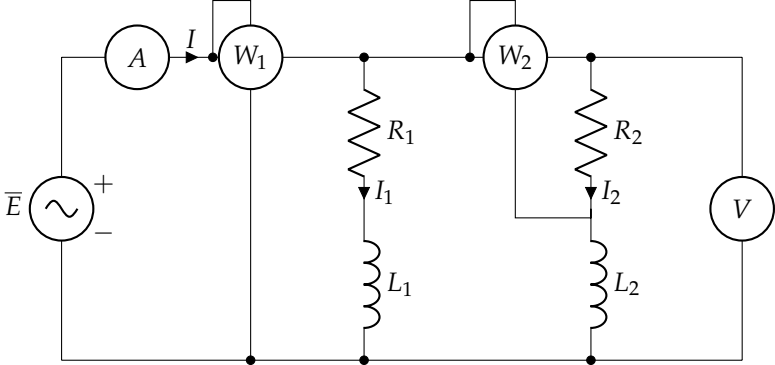 I
A
W₁
W₂
R₁
R₂
+
E̅
−
I₁
I₂
V
L₁
L₂